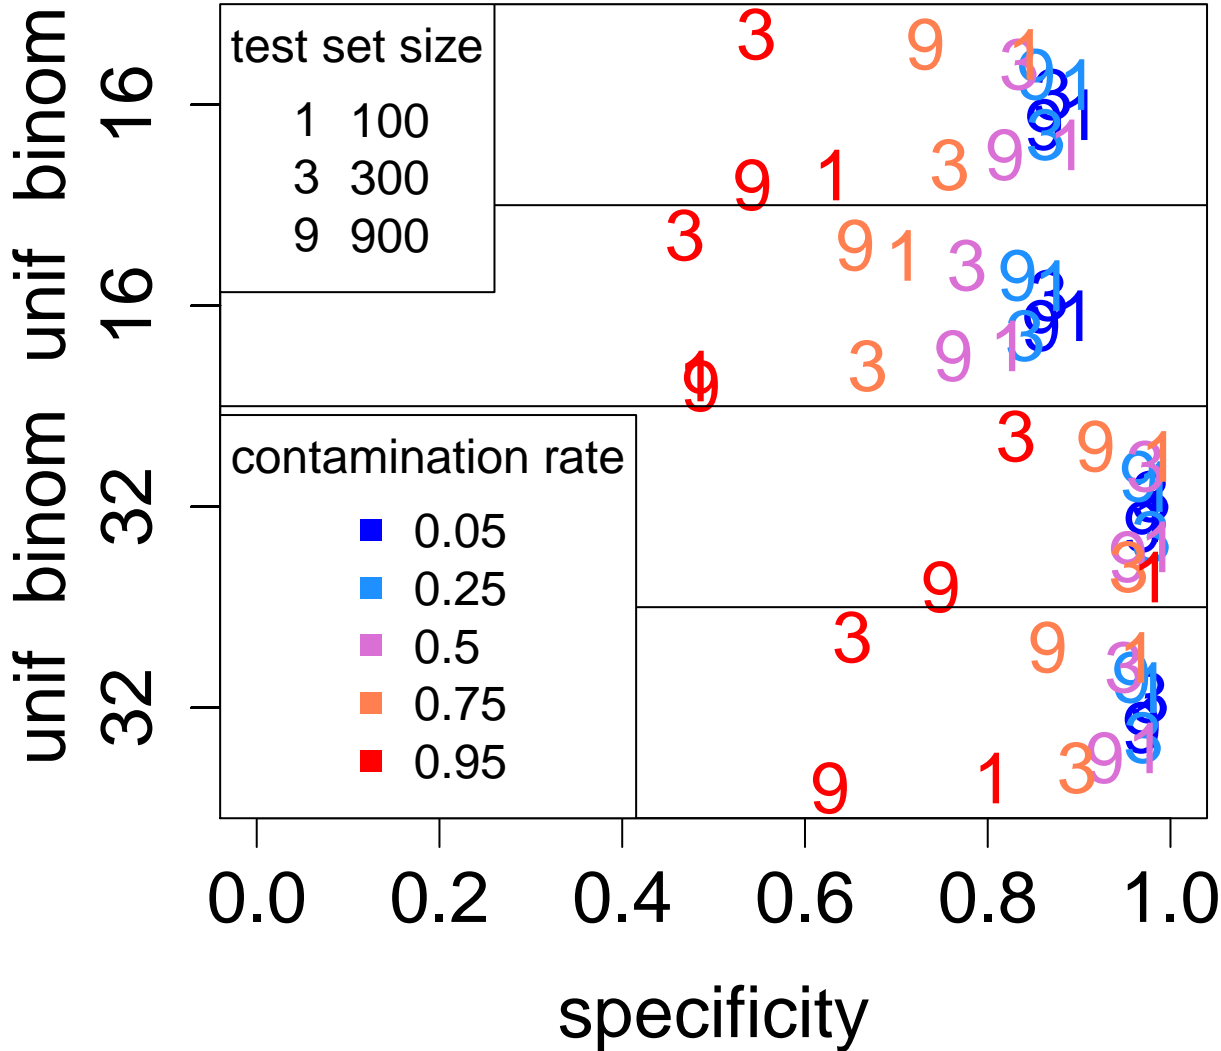 test set size
1 100
3 300
9 900
contamination rate
0.05
0.25
0.5
0.75
0.95
binom
16
unif
16
binom
32
unif
32
0.0 0.2 0.4 0.6 0.8 1.0
specificity